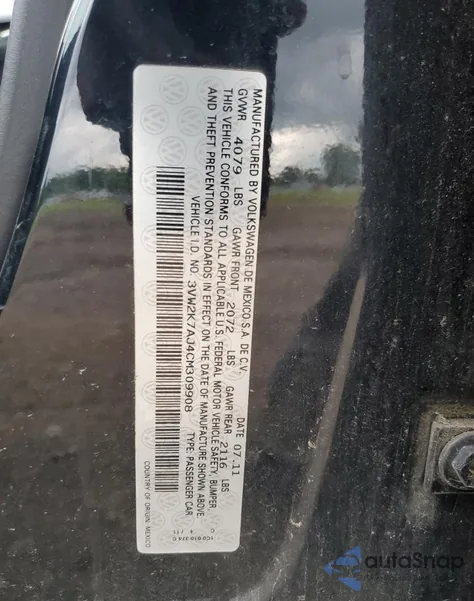 MANUFACTURED BY VOLKSWAGEN DE MEXICO S.A. DE C.V.
GVWR 4079 LBS GAWR FRONT 2072 LBS GAWR REAR 2116 LBS DATE 07.11
THIS VEHICLE CONFORMS TO ALL APPLICABLE U.S. FEDERAL MOTOR VEHICLE SAFETY, BUMPER
AND THEFT PREVENTION STANDARDS IN EFFECT ON THE DATE OF MANUFACTURE SHOWN ABOVE.
VEHICLE I.D. NO. 3VW2K7AJ4CM309908 TYPE: PASSENGER CAR
COUNTRY OF ORIGIN: MEXICO
autoSnap